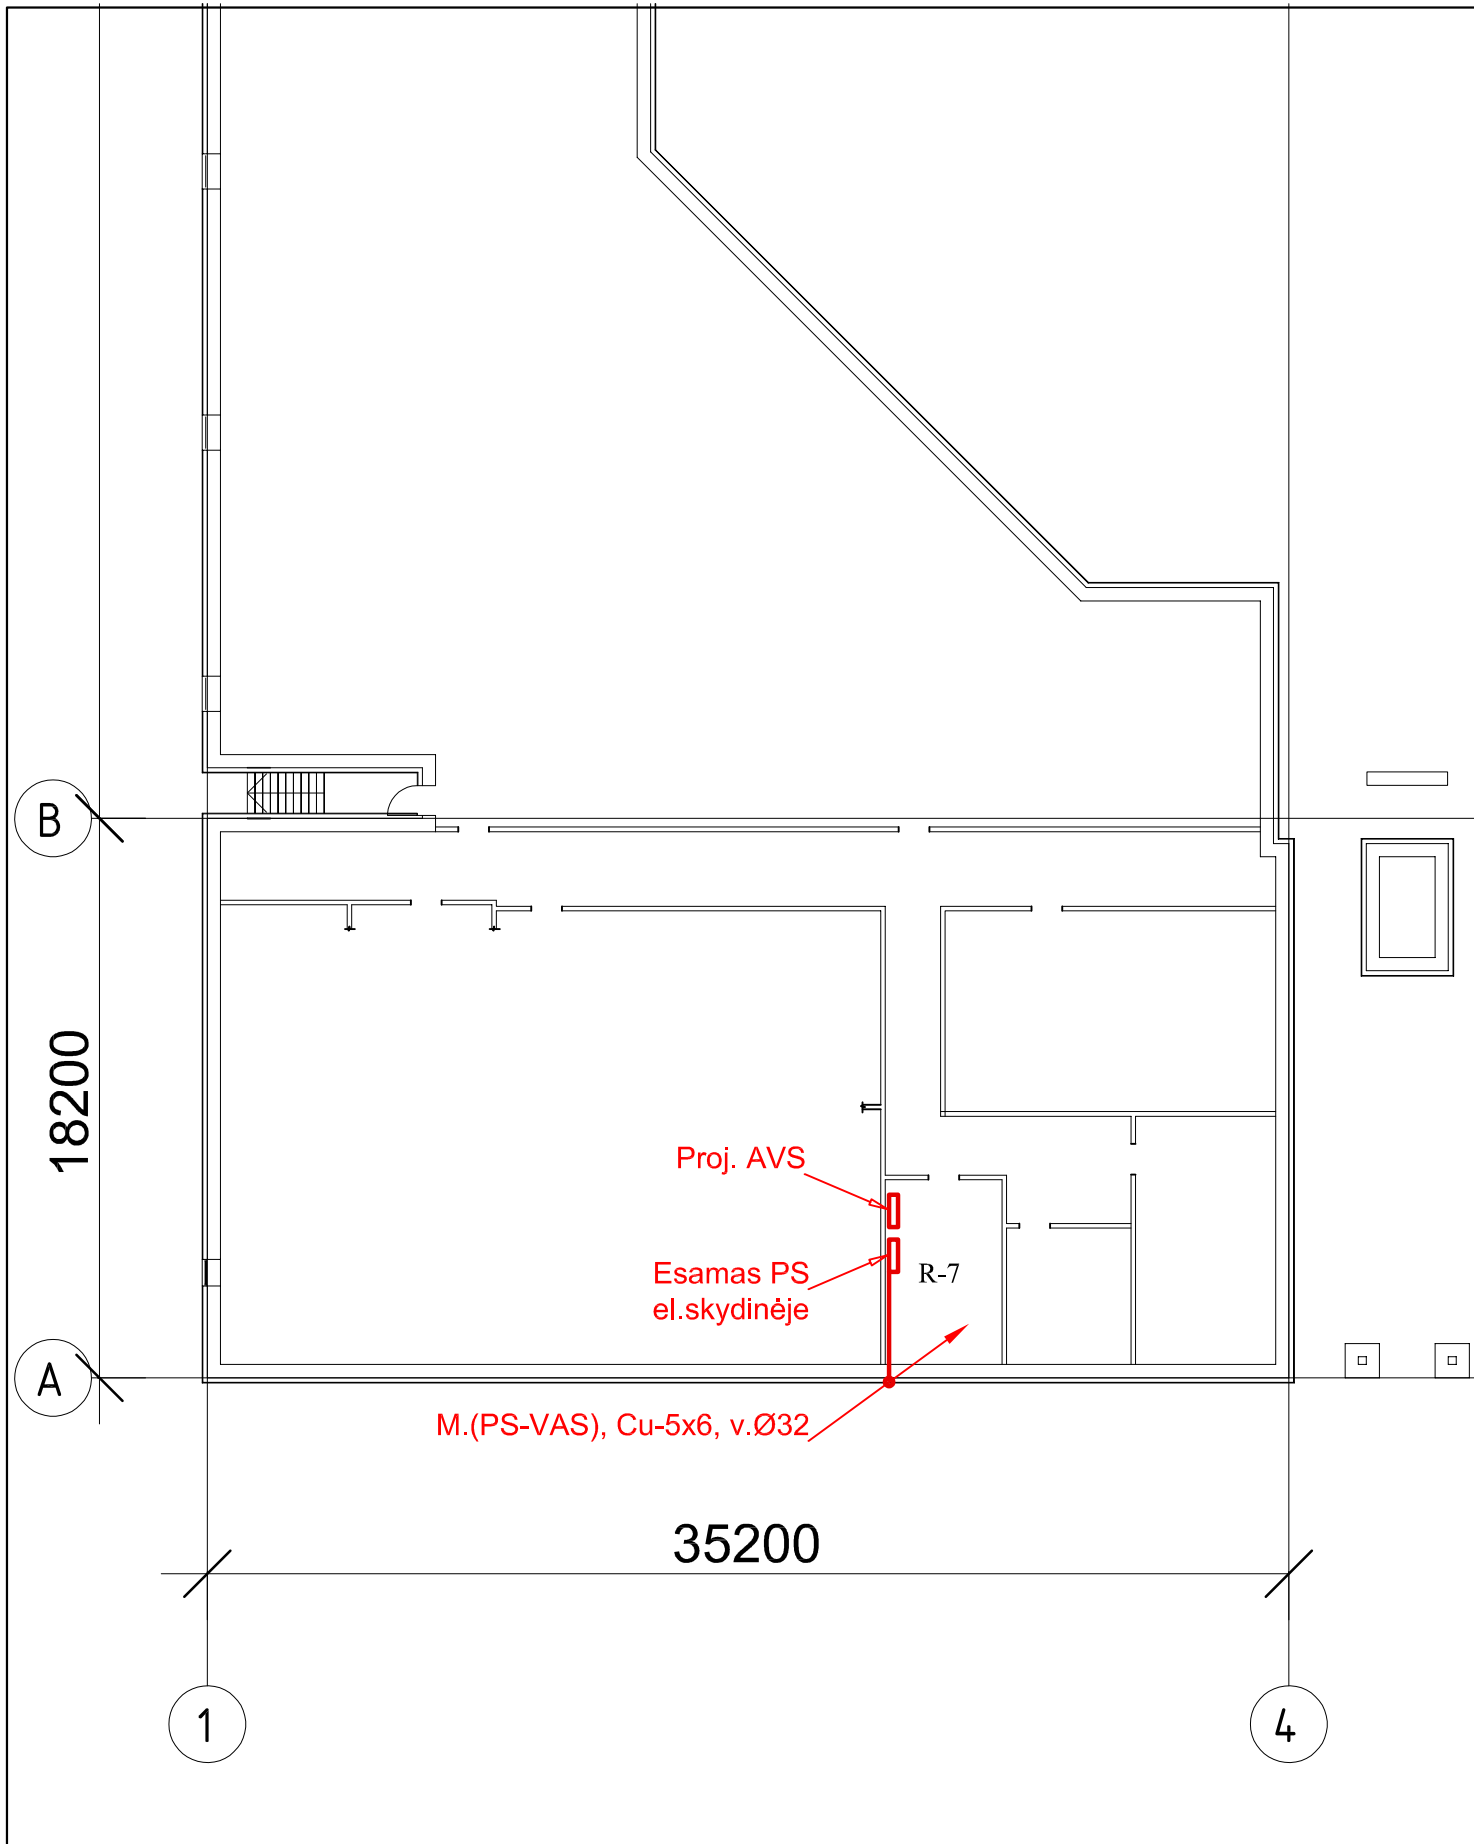 B
18200
Proj. AVS
Esamas PS
el.skydinėje
R-7
A
M.(PS-VAS), Cu-5x6, v.Ø32
35200
1
4